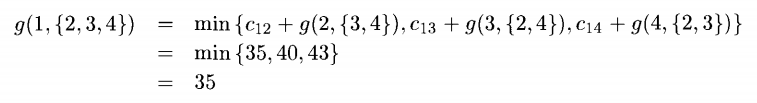 g(1, {2, 3, 4}) = min {c₁₂ + g(2, {3, 4}), c₁₃ + g(3, {2, 4}), c₁₄ + g(4, {2, 3})}
= min {35, 40, 43}
= 35